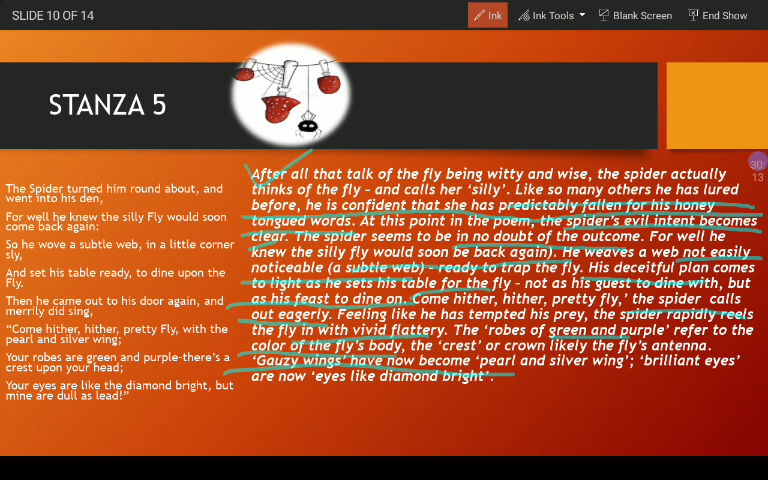 SLIDE 10 OF 14
Ink
Ink Tools
Blank Screen
End Show
STANZA 5
30:
13
The Spider turned him round about, and
went into his den,
For well he knew the silly Fly would soon
come back again:
So he wove a subtle web, in a little corner
sly,
And set his table ready, to dine upon the
Fly.
Then he came out to his door again, and
merrily did sing,
"Come hither, hither, pretty Fly, with the
pearl and silver wing;
Your robes are green and purple–there's a
crest upon your head;
Your eyes are like the diamond bright, but
mine are dull as lead!"
After all that talk of the fly being witty and wise, the spider actually
thinks of the fly – and calls her 'silly'. Like so many others he has lured
before, he is confident that she has predictably fallen for his honey
tongued words. At this point in the poem, the spider's evil intent becomes
clear. The spider seems to be in no doubt of the outcome. For well he
knew the silly fly would soon be back again). He weaves a web not easily
noticeable (a subtle web) – ready to trap the fly. His deceitful plan comes
to light as he sets his table for the fly – not as his guest to dine with, but
as his feast to dine on. Come hither, hither, pretty fly,' the spider calls
out eagerly. Feeling like he has tempted his prey, the spider rapidly reels
the fly in with vivid flattery. The 'robes of green and purple' refer to the
color of the fly's body, the 'crest' or crown likely the fly's antenna.
'Gauzy wings' have now become 'pearl and silver wing'; 'brilliant eyes'
are now 'eyes like diamond bright'.